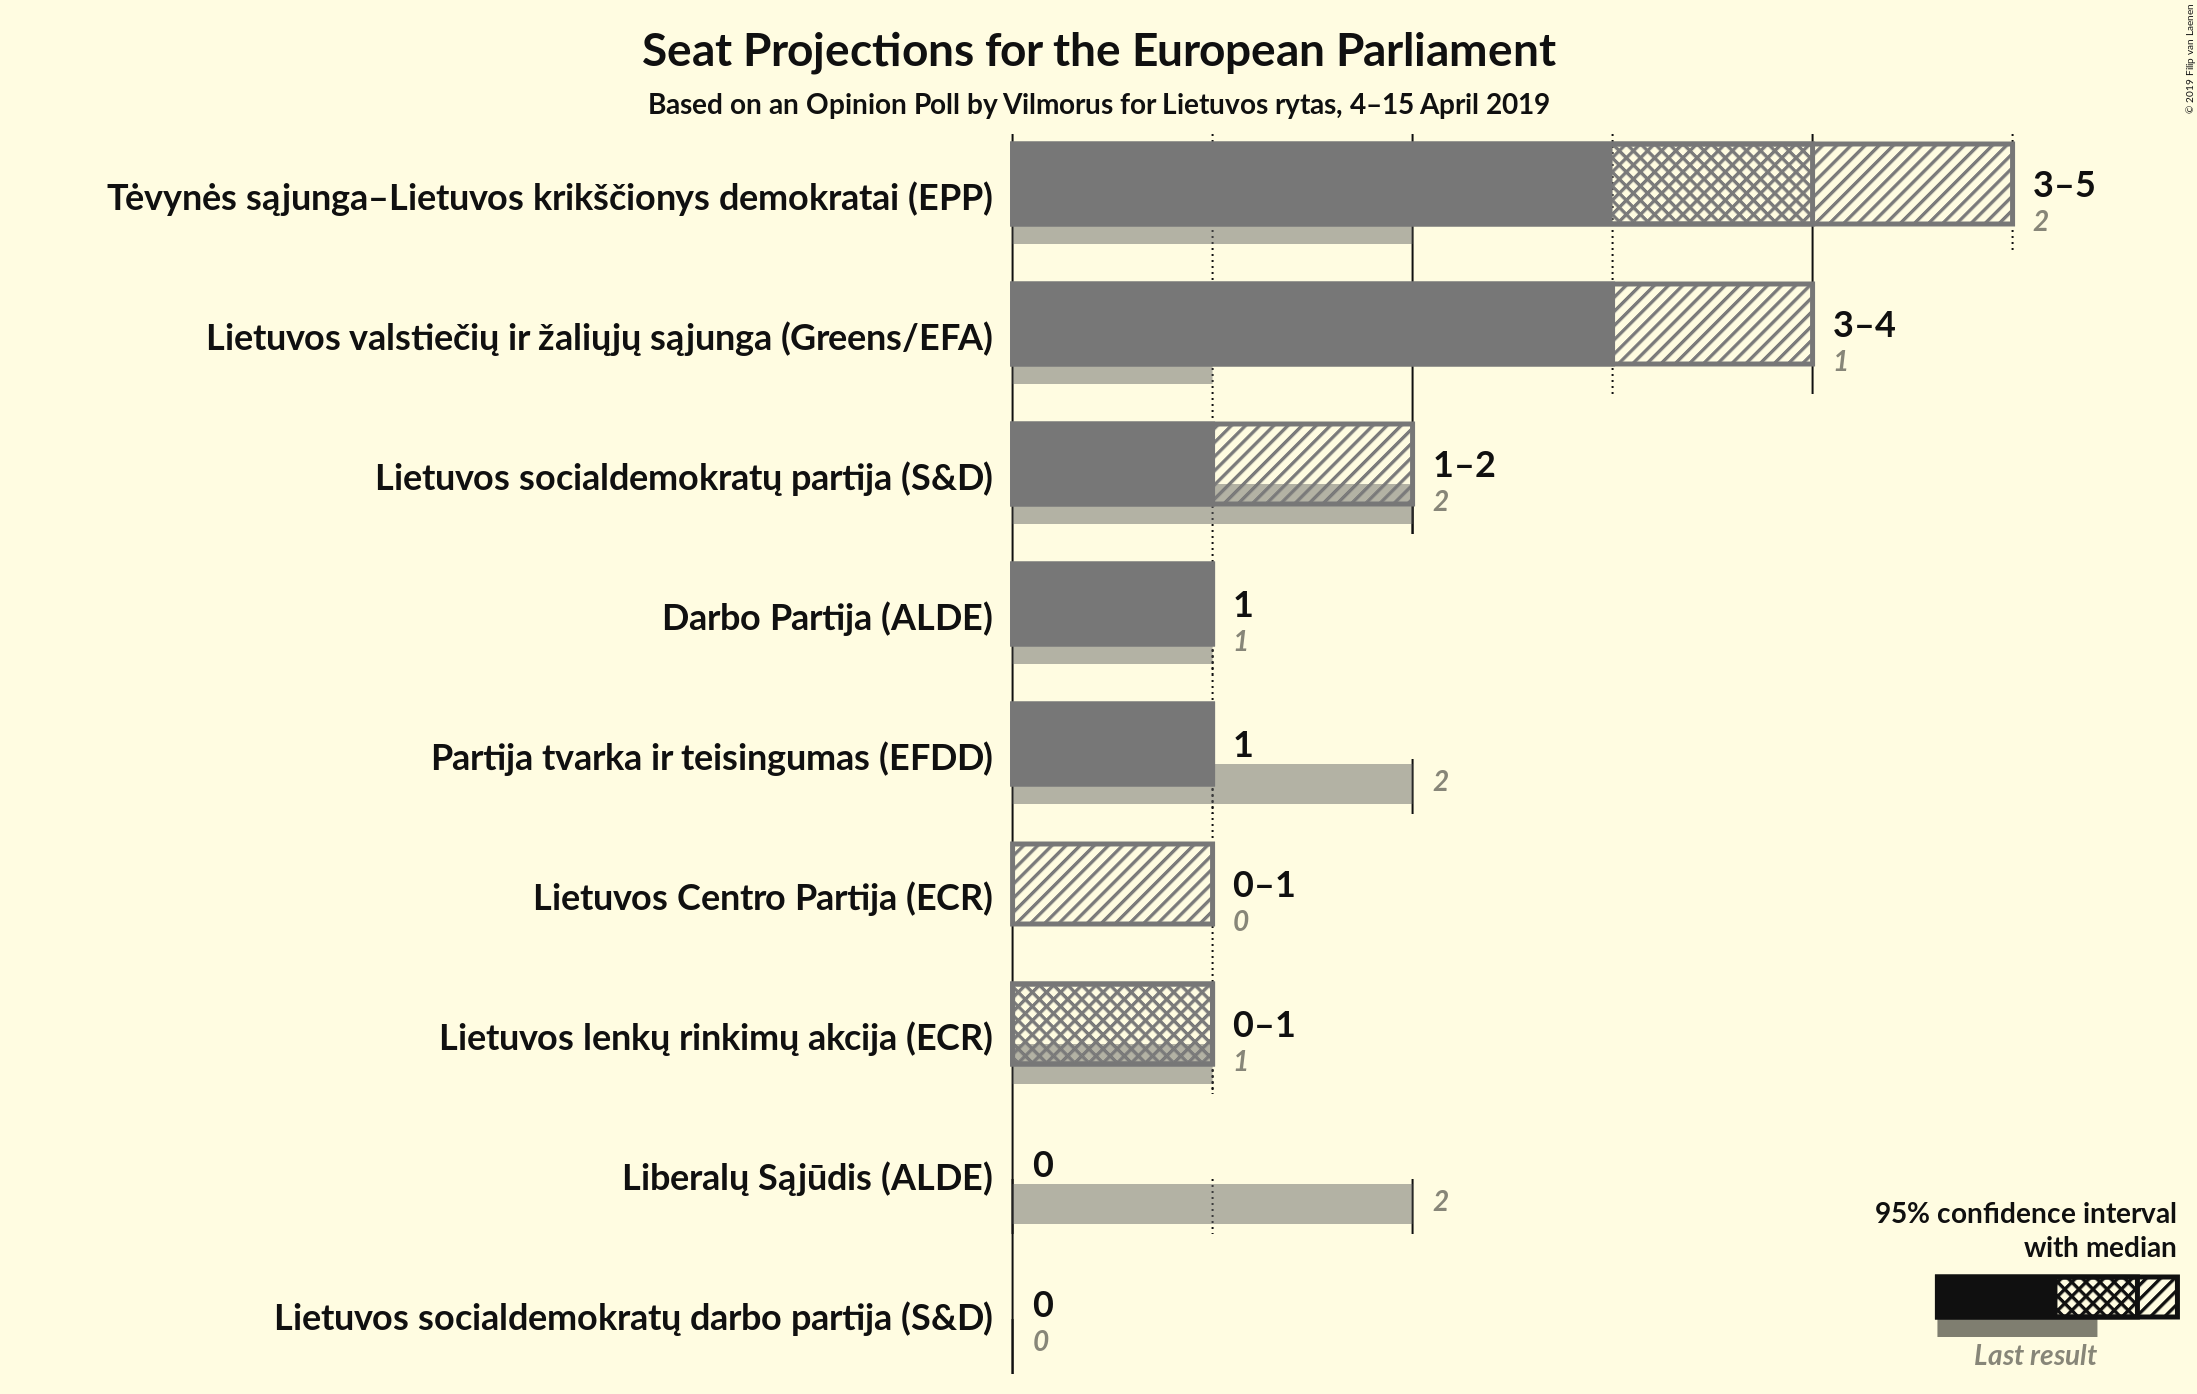 Seat Projections for the European Parliament
Based on an Opinion Poll by Vilmorus for Lietuvos rytas, 4–15 April 2019
© 2019 Filip van Laenen
Tėvynės sąjunga–Lietuvos krikščionys demokratai (EPP)
3–5
2
Lietuvos valstiečių ir žaliųjų sąjunga (Greens/EFA)
3–4
1
Lietuvos socialdemokratų partija (S&D)
1–2
2
Darbo Partija (ALDE)
1
1
Partija tvarka ir teisingumas (EFDD)
1
2
Lietuvos Centro Partija (ECR)
0–1
0
Lietuvos lenkų rinkimų akcija (ECR)
0–1
1
Liberalų Sąjūdis (ALDE)
0
2
Lietuvos socialdemokratų darbo partija (S&D)
0
0
95% confidence interval
with median
Last result